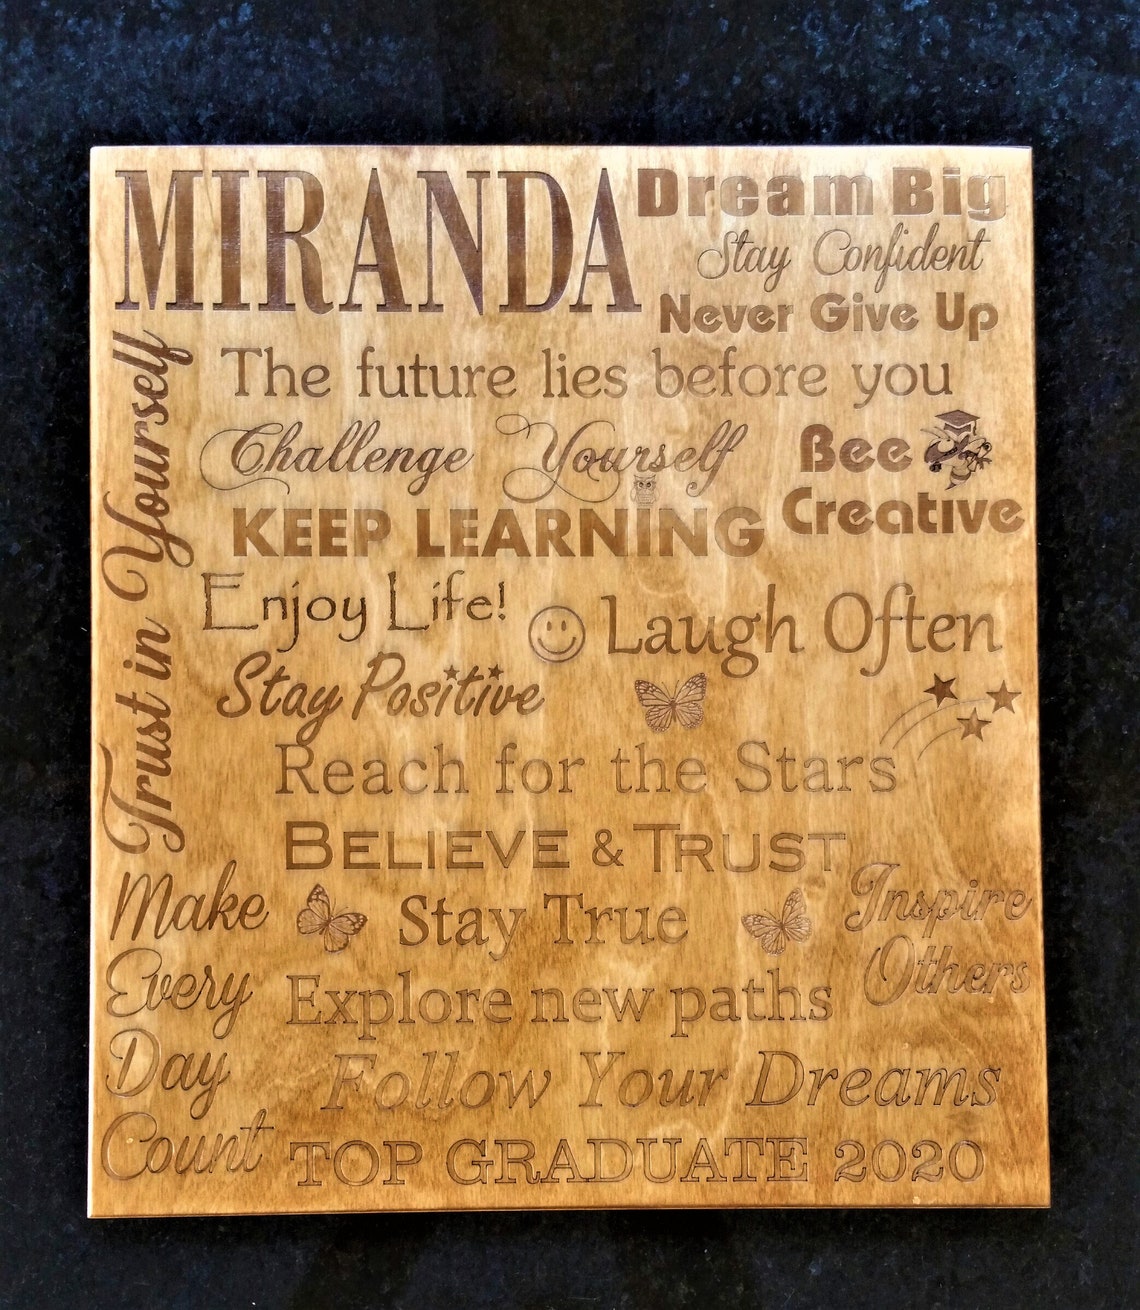 MIRANDA
Dream Big
Stay Confident
Never Give Up
Trust in Yourself
The future lies before you
Challenge Yourself
Bee
Creative
KEEP LEARNING
Enjoy Life!
Laugh Often
Stay Positive
Reach for the Stars
BELIEVE & TRUST
Make
Every
Day
Count
Stay True
Inspire
Others
Explore new paths
Follow Your Dreams
TOP GRADUATE 2020